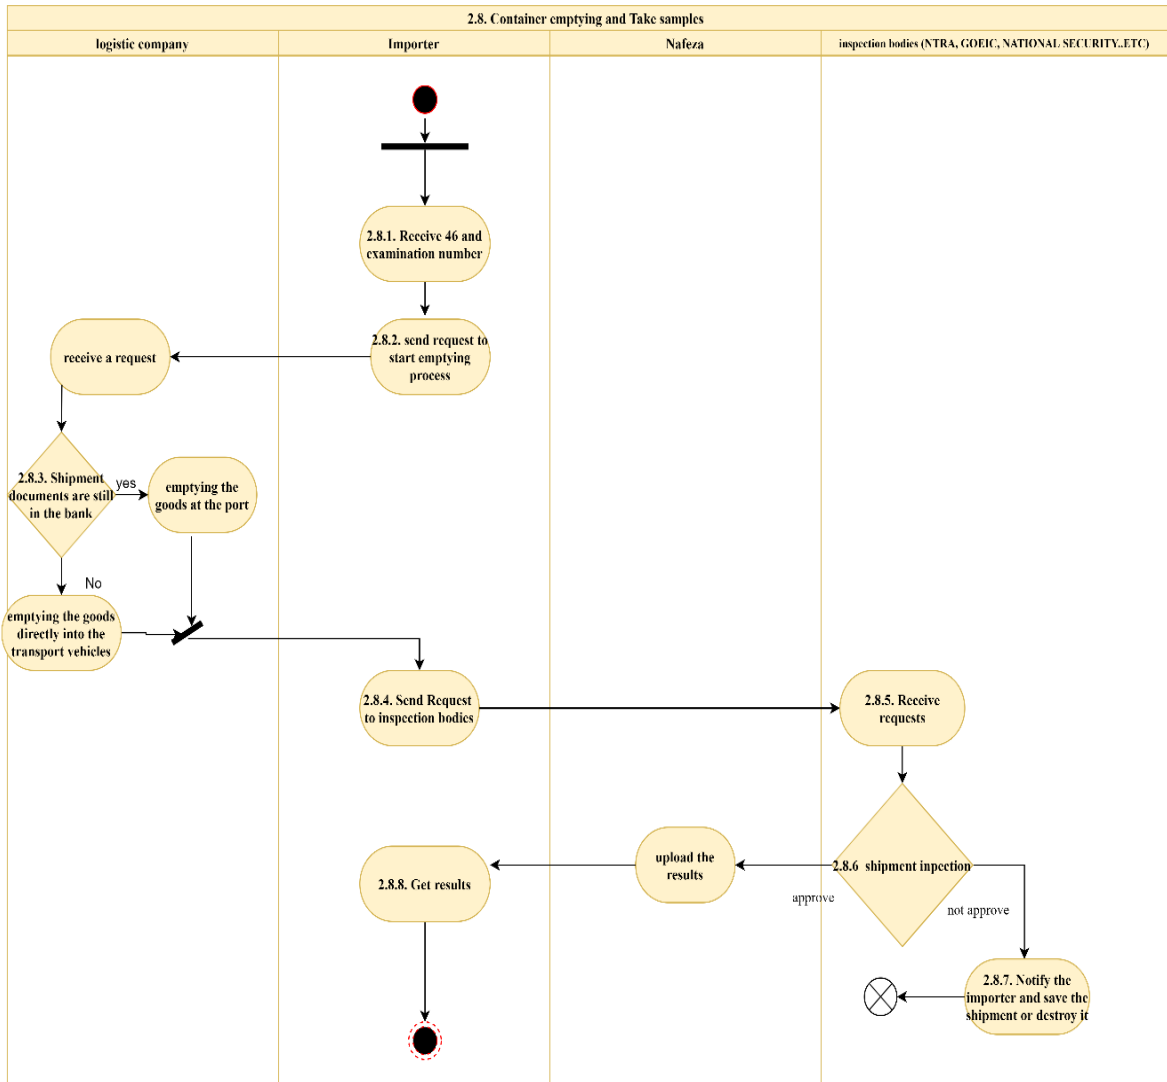 2.8. Container emptying and Take samples
logistic company
Importer
Nafeza
inspection bodies (NTRA, GOEIC, NATIONAL SECURITY..ETC)
2.8.1. Receive 46 and
examination number
2.8.2. send request to
start emptying
process
receive a request
2.8.3. Shipment
documents are still
in the bank
yes
emptying the
goods at the port
No
emptying the goods
directly into the
transport vehicles
2.8.4. Send Request
to inspection bodies
2.8.5. Receive
requests
2.8.6 shipment inpection
approve
not approve
upload the
results
2.8.8. Get results
2.8.7. Notify the
importer and save the
shipment or destroy it